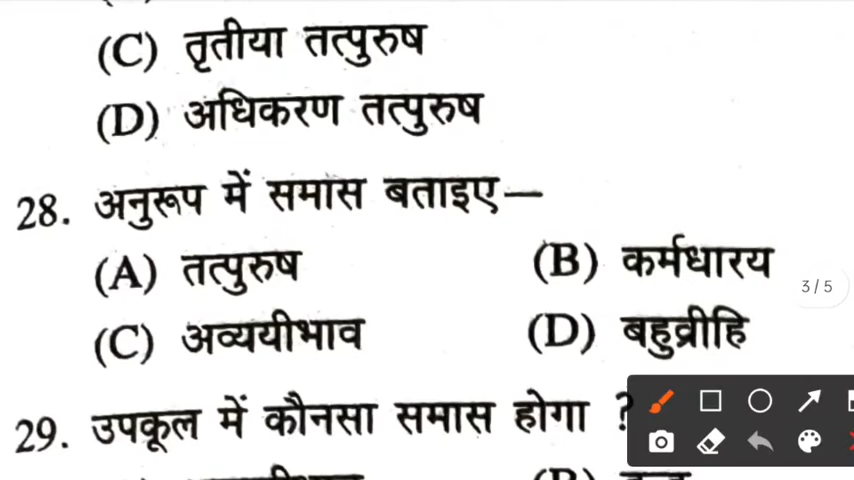 (C) तृतीया तत्पुरुष
(D) अधिकरण तत्पुरुष
28. अनुरूप में समास बताइए—
(A) तत्पुरुष (B) कर्मधारय
3/5
(C) अव्ययीभाव (D) बहुव्रीहि
29. उपकूल में कौनसा समास होगा ?